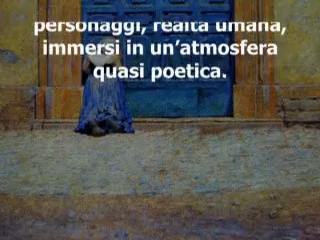 personaggi, realtà umana,
immersi in un'atmosfera
quasi poetica.